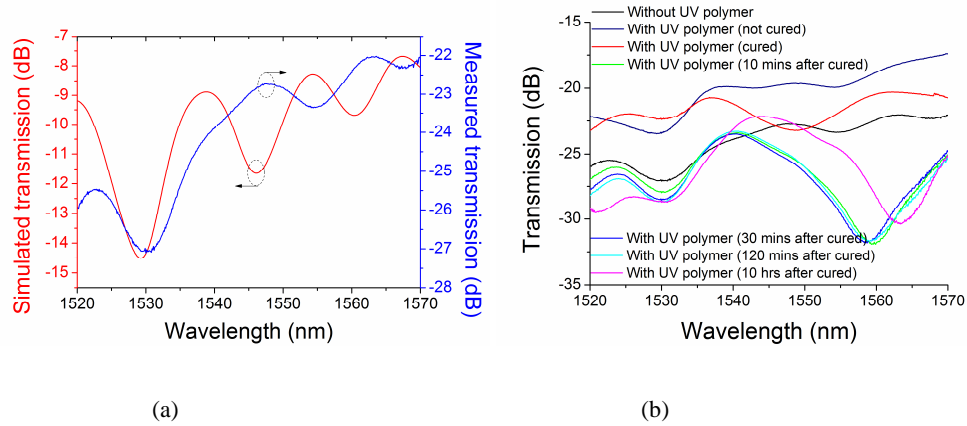 Simulated transmission (dB)
-7
-8
-9
-10
-11
-12
-13
-14
-15
1520 1530 1540 1550 1560 1570
Wavelength (nm)
-22
-23
-24
-25
-26
-27
-28
Measured transmission (dB)
(a)
Transmission (dB)
-15
-20
-25
-30
-35
Without UV polymer
With UV polymer (not cured)
With UV polymer (cured)
With UV polymer (10 mins after cured)
With UV polymer (30 mins after cured)
With UV polymer (120 mins after cured)
With UV polymer (10 hrs after cured)
1520 1530 1540 1550 1560 1570
Wavelength (nm)
(b)